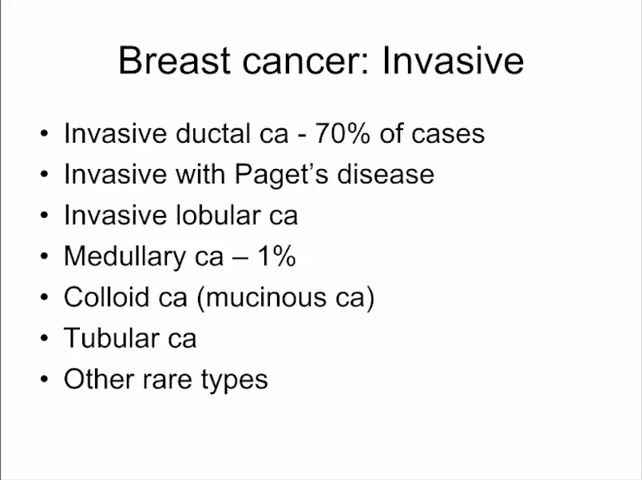 Breast cancer: Invasive
• Invasive ductal ca - 70% of cases
• Invasive with Paget’s disease
• Invasive lobular ca
• Medullary ca – 1%
• Colloid ca (mucinous ca)
• Tubular ca
• Other rare types